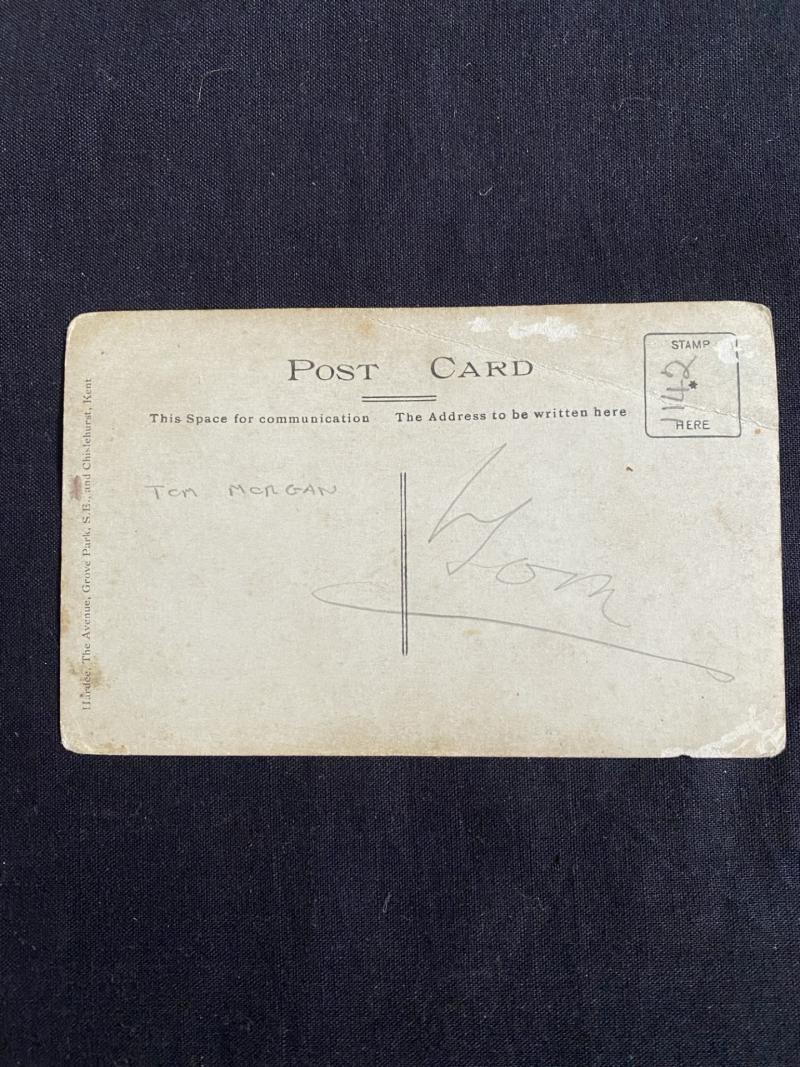 POST CARD
This Space for communication
The Address to be written here
STAMP
1142
*
HERE
TOM MORGAN
Tom
Hardee, The Avenue, Grove Park, S.E., and Chislehurst, Kent